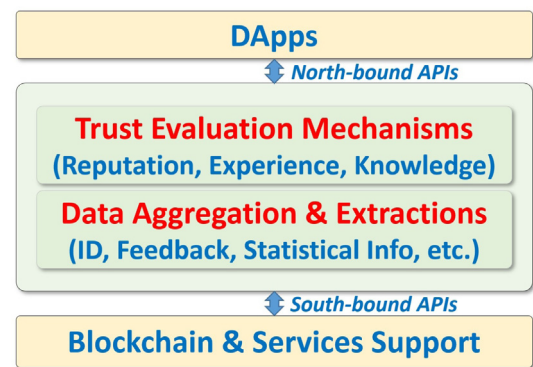 DApps
North-bound APIs
Trust Evaluation Mechanisms
(Reputation, Experience, Knowledge)
Data Aggregation & Extractions
(ID, Feedback, Statistical Info, etc.)
South-bound APIs
Blockchain & Services Support